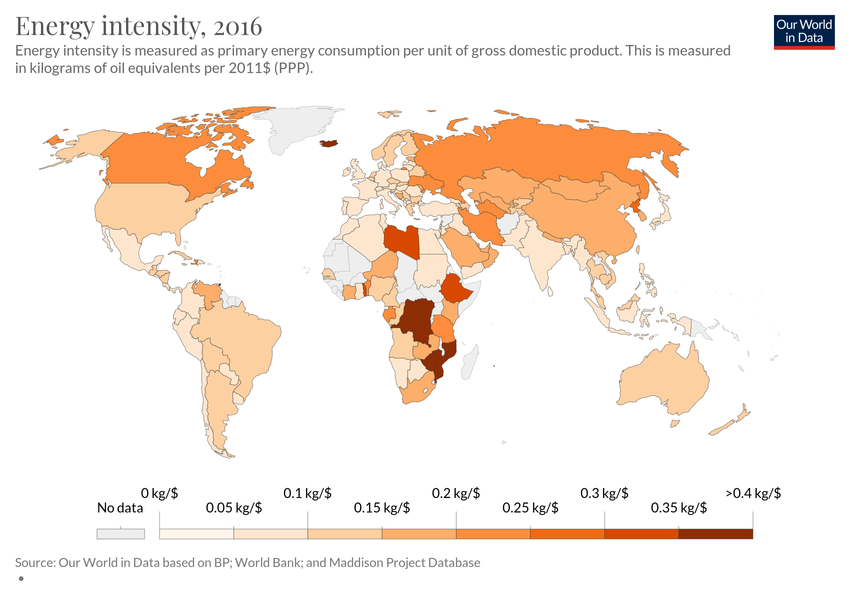 Energy intensity, 2016
Our World
in Data
Energy intensity is measured as primary energy consumption per unit of gross domestic product. This is measured
in kilograms of oil equivalents per 2011$ (PPP).
No data
0 kg/$
0.05 kg/$
0.1 kg/$
0.15 kg/$
0.2 kg/$
0.25 kg/$
0.3 kg/$
0.35 kg/$
>0.4 kg/$
Source: Our World in Data based on BP; World Bank; and Maddison Project Database
•